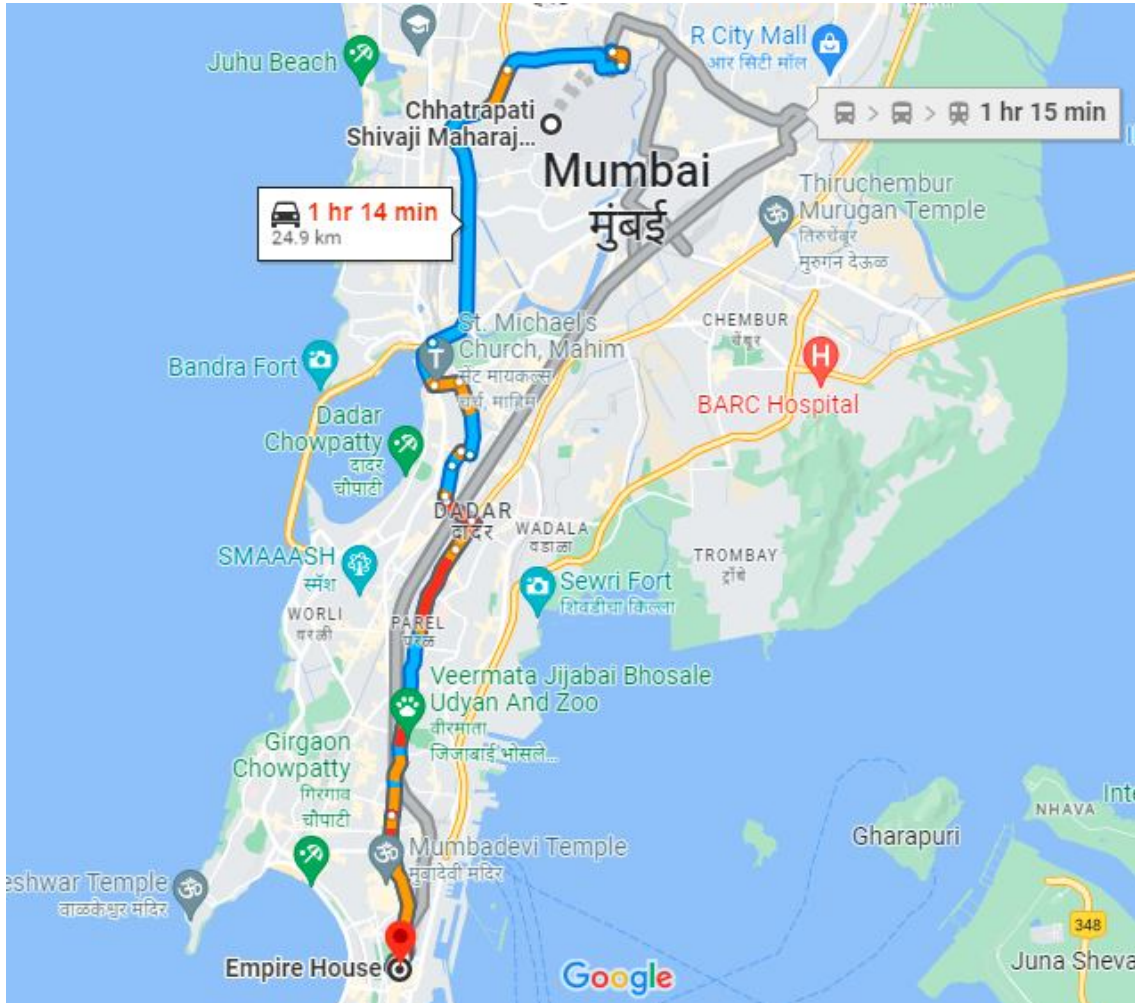 R City Mall
आर सिटी मॉल
Juhu Beach
Chhatrapati
Shivaji Maharaj...
1 hr 15 min
Mumbai
मुंबई
Thiruchembur
Murugan Temple
तिरुचेंबूर
मुरुगन देऊळ
1 hr 14 min
24.9 km
St. Michael's
Church, Mahim
सेंट मायकल्स
चर्च, माहिम
CHEMBUR
चेंबूर
Bandra Fort
BARC Hospital
Dadar
Chowpatty
दादर
चौपाटी
DADAR
दादर
WADALA
वडाळा
TROMBAY
ट्रॉंबे
SMAAASH
स्मॅश
Sewri Fort
शिवडीचा किल्ला
WORLI
वरळी
PAREL
परळ
Veermata Jijabai Bhosale
Udyan And Zoo
वीरमाता
जिजाबाई भोसले...
Girgaon
Chowpatty
गिरगाव
चौपाटी
Inte
NHAVA
Gharapuri
Mumbadevi Temple
मुंबादेवी मंदिर
eshwar Temple
वाळकेश्वर मंदिर
348
Juna Sheva
Empire House
Google